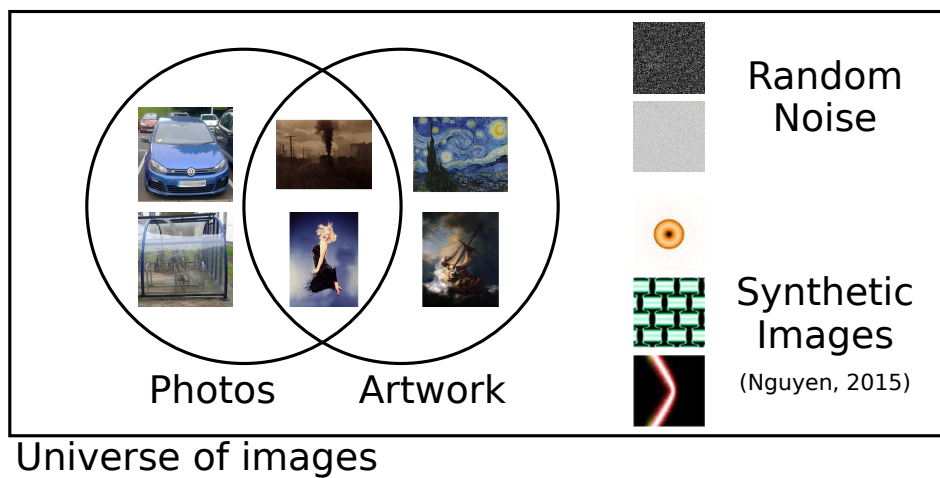 Random
Noise
Synthetic
Images
(Nguyen, 2015)
Photos
Artwork
Universe of images